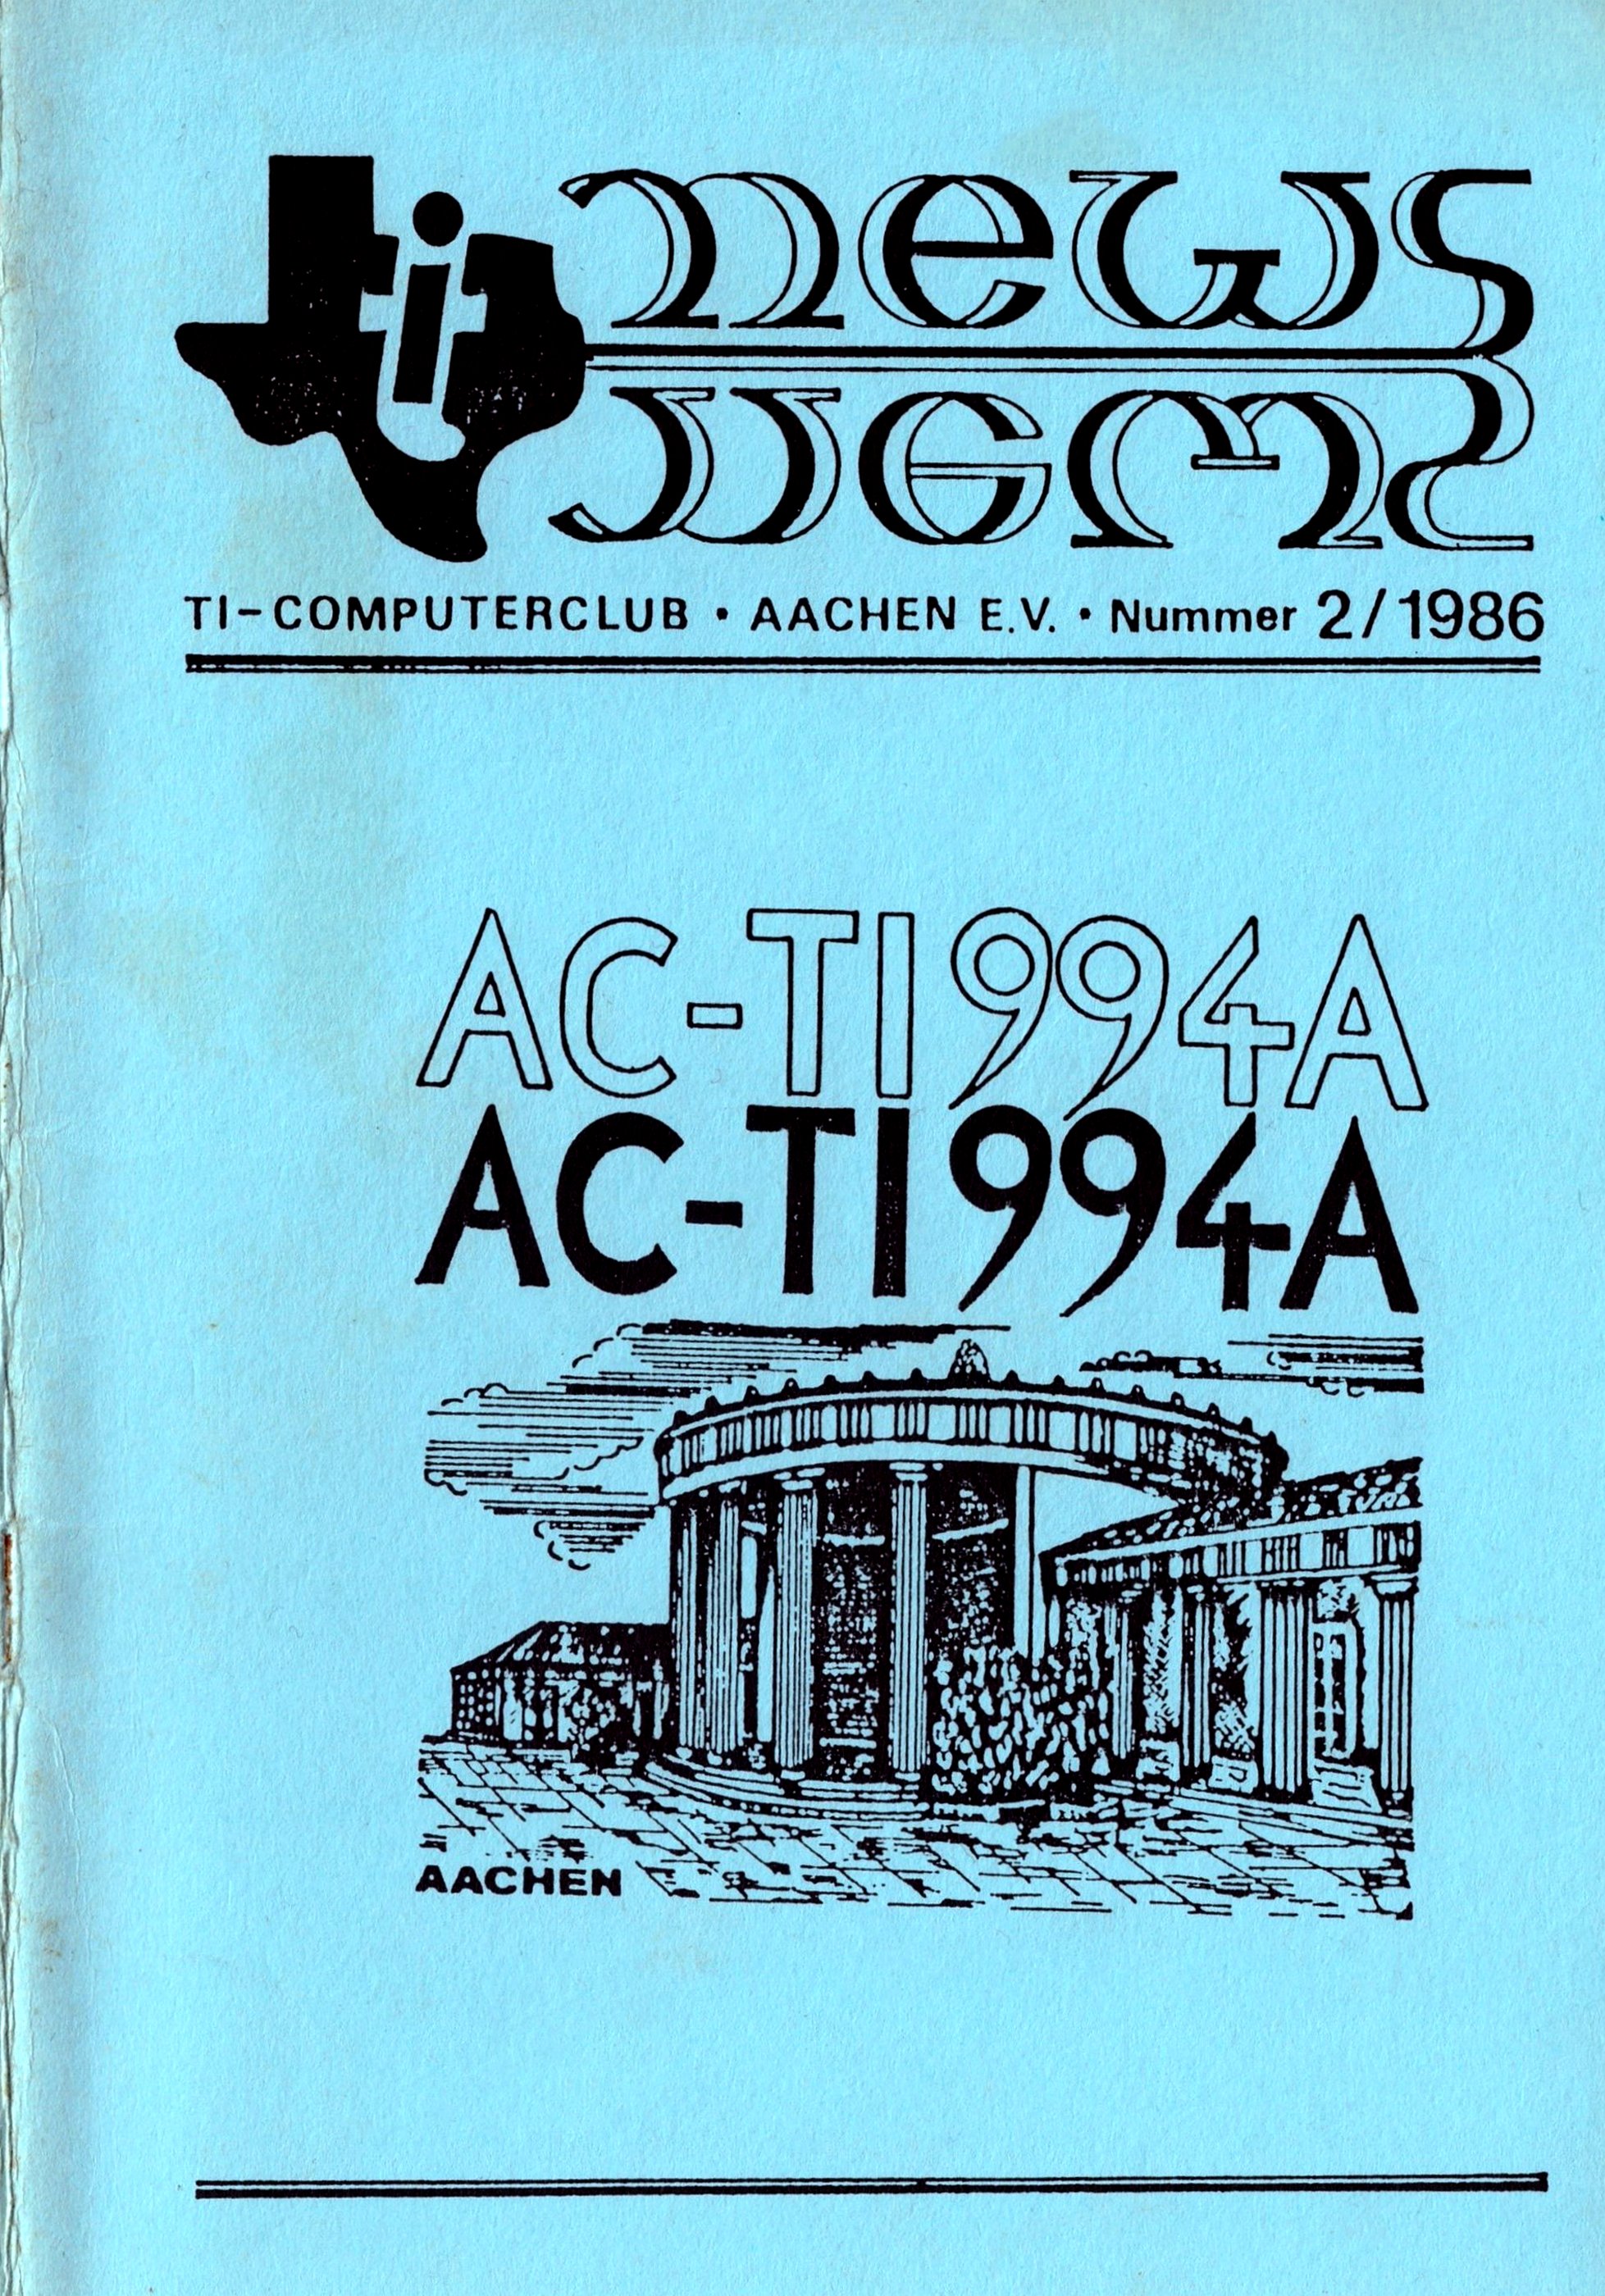 ti news
news
TI-COMPUTERCLUB • AACHEN E.V. • Nummer 2/1986
AC-TI994A
AC-TI994A
AACHEN